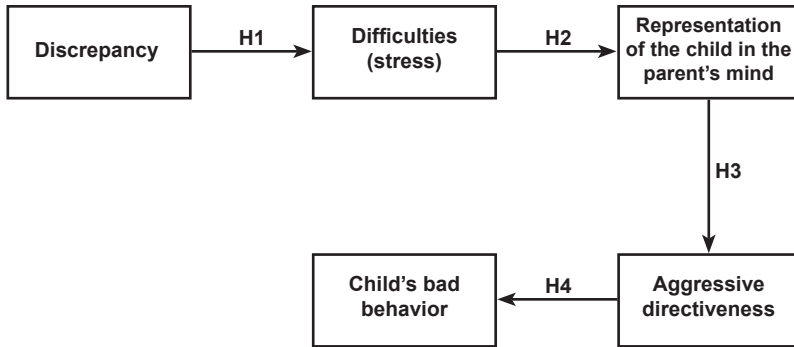 Discrepancy
H1
Difficulties
(stress)
H2
Representation
of the child in the
parent's mind
H3
Child's bad
behavior
H4
Aggressive
directiveness